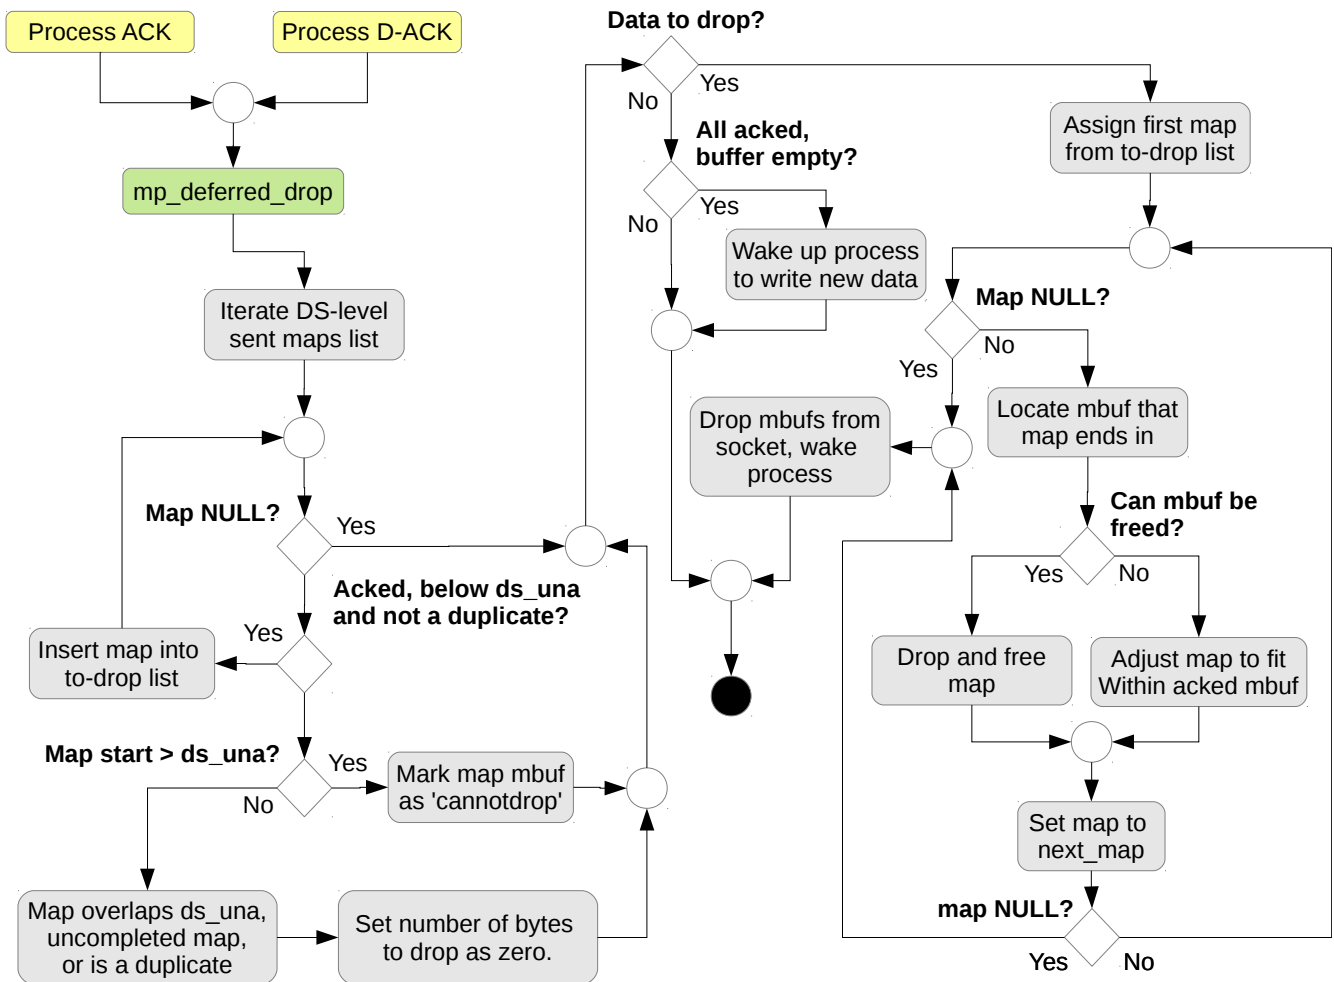 Process ACK
Process D-ACK
mp_deferred_drop
Iterate DS-level
sent maps list
Map NULL?
Yes
Acked, below ds_una
and not a duplicate?
Yes
Insert map into
to-drop list
Map start > ds_una?
Yes
No
Mark map mbuf
as 'cannotdrop'
Map overlaps ds_una,
uncompleted map,
or is a duplicate
Set number of bytes
to drop as zero.
Data to drop?
Yes
No
All acked,
buffer empty?
Yes
No
Wake up process
to write new data
Drop mbufs from
socket, wake
process
Assign first map
from to-drop list
Map NULL?
No
Yes
Locate mbuf that
map ends in
Can mbuf be
freed?
Yes
No
Drop and free
map
Adjust map to fit
Within acked mbuf
Set map to
next_map
map NULL?
Yes
No